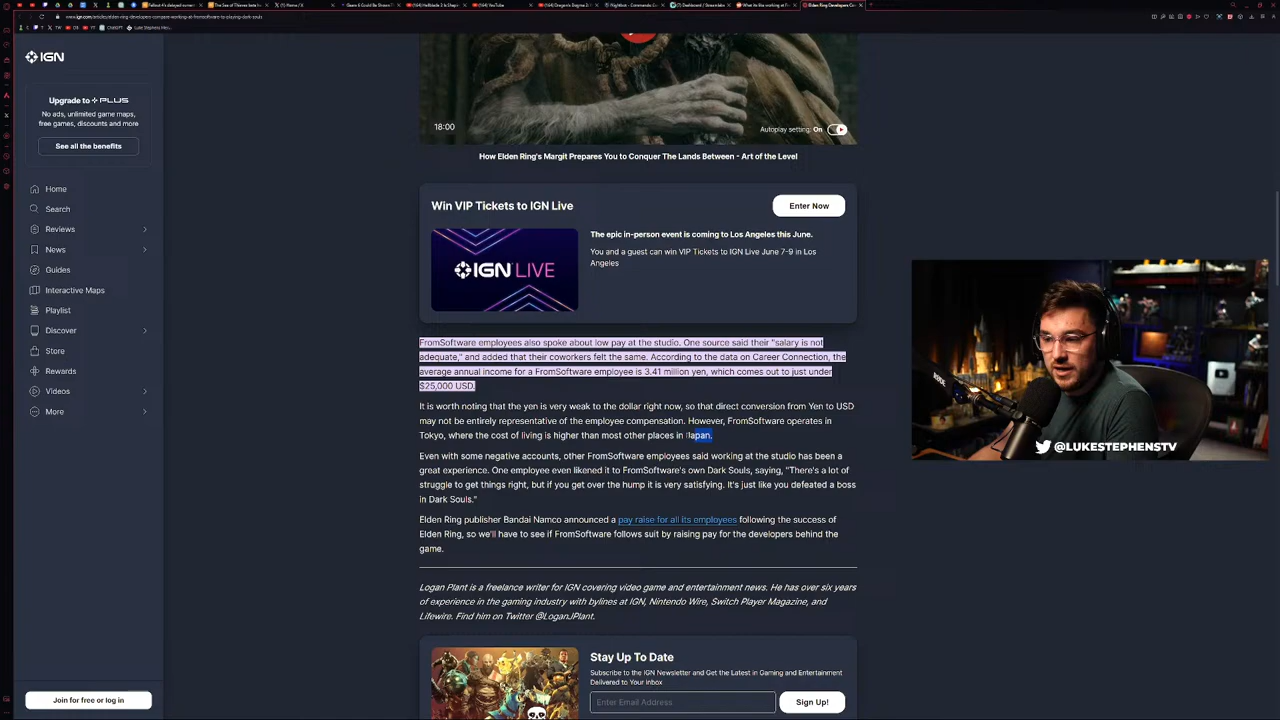 www.ign.com/articles/elden-ring-developers-compare-working-at-fromsoftware-to-playing-dark-souls
IGN
Upgrade to PLUS
No ads, unlimited game maps,
free games, discounts and more
See all the benefits
Home
Search
Reviews
News
Guides
Interactive Maps
Playlist
Discover
Store
Rewards
Videos
More
Join for free or log in
18:00
Autoplay setting: On
How Elden Ring's Margit Prepares You to Conquer The Lands Between - Art of the Level
Win VIP Tickets to IGN Live
Enter Now
IGN LIVE
The epic in-person event is coming to Los Angeles this June.
You and a guest can win VIP Tickets to IGN Live June 7-9 in Los
Angeles
FromSoftware employees also spoke about low pay at the studio. One source said their "salary is not
adequate," and added that their coworkers felt the same. According to the data on Career Connection, the
average annual income for a FromSoftware employee is 3.41 million yen, which comes out to just under
$25,000 USD.
It is worth noting that the yen is very weak to the dollar right now, so that direct conversion from Yen to USD
may not be entirely representative of the employee compensation. However, FromSoftware operates in
Tokyo, where the cost of living is higher than most other places in Japan.
Even with some negative accounts, other FromSoftware employees said working at the studio has been a
great experience. One employee even likened it to FromSoftware's own Dark Souls, saying, "There's a lot of
struggle to get things right, but if you get over the hump it is very satisfying. It's just like you defeated a boss
in Dark Souls."
Elden Ring publisher Bandai Namco announced a pay raise for all its employees following the success of
Elden Ring, so we'll have to see if FromSoftware follows suit by raising pay for the developers behind the
game.
Logan Plant is a freelance writer for IGN covering video game and entertainment news. He has over six years
of experience in the gaming industry with bylines at IGN, Nintendo Wire, Switch Player Magazine, and
Lifewire. Find him on Twitter @LoganJPlant.
Stay Up To Date
Subscribe to the IGN Newsletter and Get the Latest in Gaming and Entertainment
Delivered to Your Inbox
Enter Email Address
Sign Up!
@LUKESTEPHENSTV